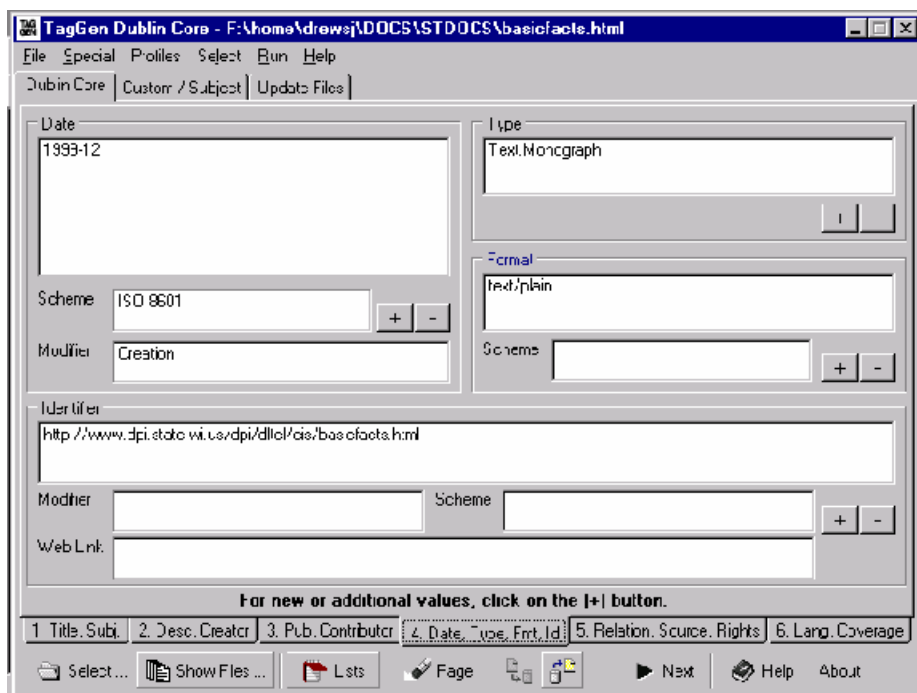 TagGen Dublin Core - F:\home\drewsj\DOCS\STDOCS\basicfacts.html
File Special Profiles Select Run Help
Dublin Core Custom / Subject Update Files
Date
1999-12
Type
Text.Monograph
Format
text/plain
Scheme ISO 8601 + -
Modifier Creation
Scheme + -
Identifier
http://www.dpi.state.wi.us/dpi/dltcl/eis/basicfacts.html
Modifier Scheme + -
Web Link
For new or additional values, click on the [+] button.
1. Title, Subj. 2. Desc. Creator 3. Pub. Contributor 4. Date, Type, Fmt, Id 5. Relation, Source, Rights 6. Lang. Coverage
Select ... Show Files ... Lists Page Next Help About